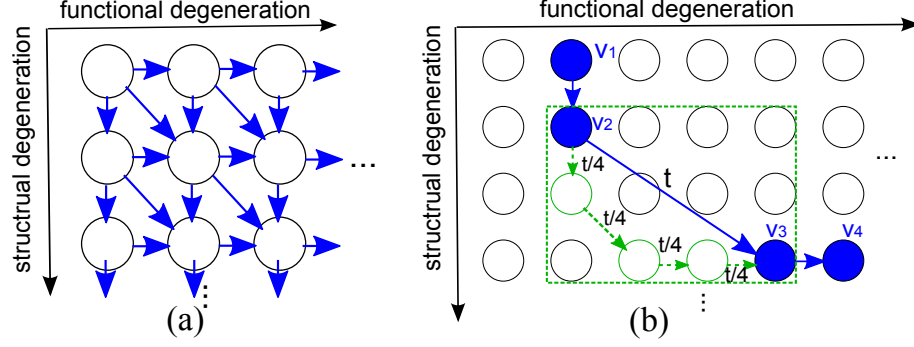 functional degeneration
structrual degeneration
...
...
(a)
functional degeneration
structrual degeneration
V1
V2
t/4
t
t/4
t/4
t/4
V3
V4
...
...
(b)